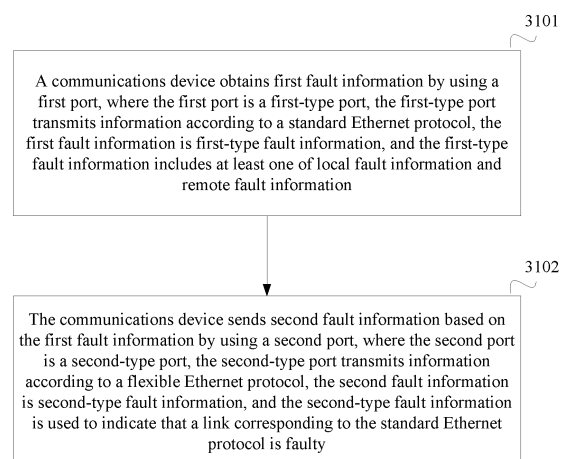 3101
A communications device obtains first fault information by using a
first port, where the first port is a first-type port, the first-type port
transmits information according to a standard Ethernet protocol, the
first fault information is first-type fault information, and the first-type
fault information includes at least one of local fault information and
remote fault information
3102
The communications device sends second fault information based on
the first fault information by using a second port, where the second port
is a second-type port, the second-type port transmits information
according to a flexible Ethernet protocol, the second fault information
is second-type fault information, and the second-type fault information
is used to indicate that a link corresponding to the standard Ethernet
protocol is faulty